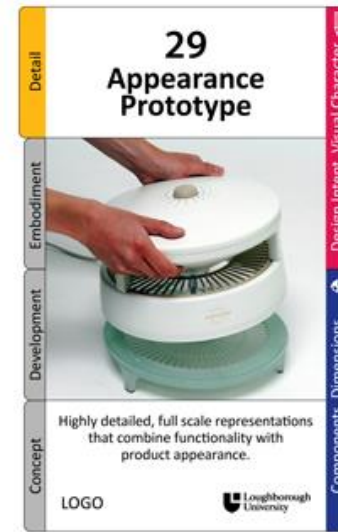 29
Appearance
Prototype
Detail
Embodiment
Development
Concept
Design Intent
Visual Character
Components
Dimensions
Highly detailed, full scale representations
that combine functionality with
product appearance.
LOGO
Loughborough
University